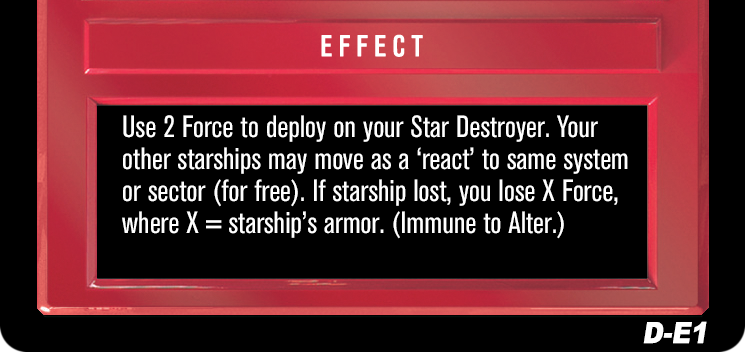 EFFECT
Use 2 Force to deploy on your Star Destroyer. Your
other starships may move as a ‘react’ to same system
or sector (for free). If starship lost, you lose X Force,
where X = starship’s armor. (Immune to Alter.)
D-E1